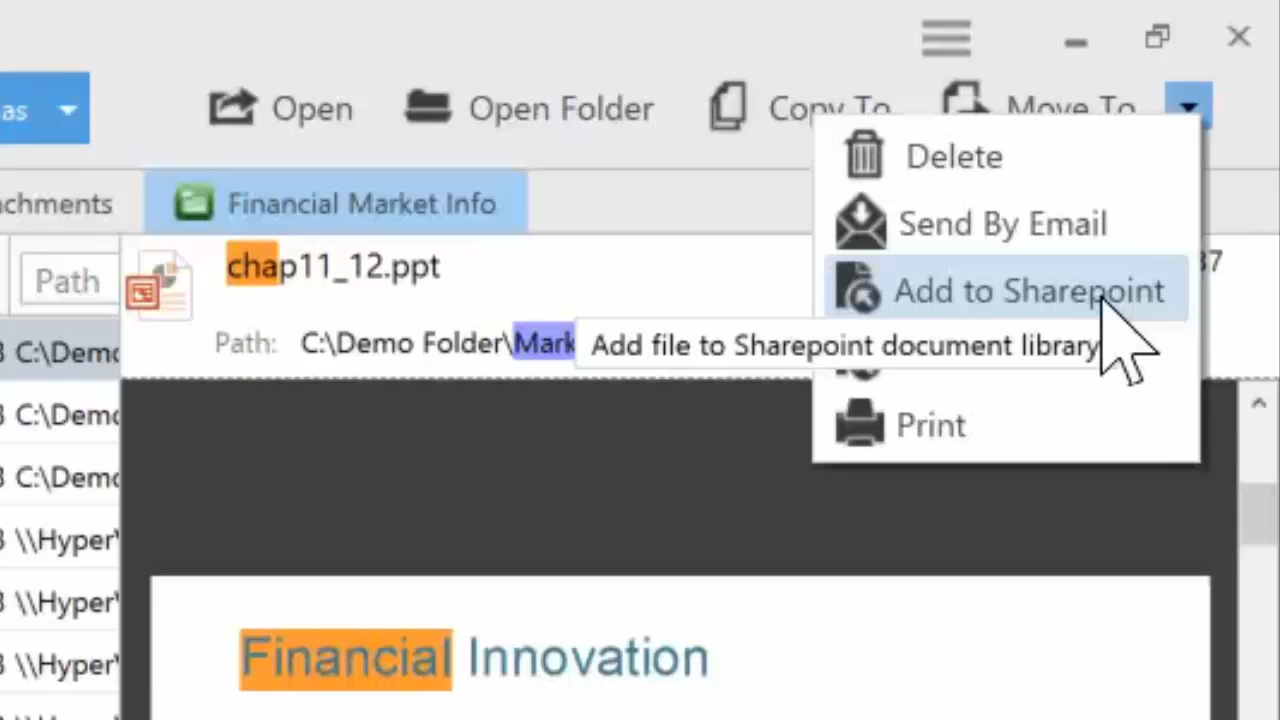 as
Open
Open Folder
Copy To
Move To
Delete
Send By Email
Add to Sharepoint
Add file to Sharepoint document library
Print
Financial Market Info
Path
chap11_12.ppt
Path: C:\Demo Folder\Mark
C:\Demo
C:\Demo
C:\Demo
\\Hyper
\\Hyper
\\Hyper
Financial Innovation